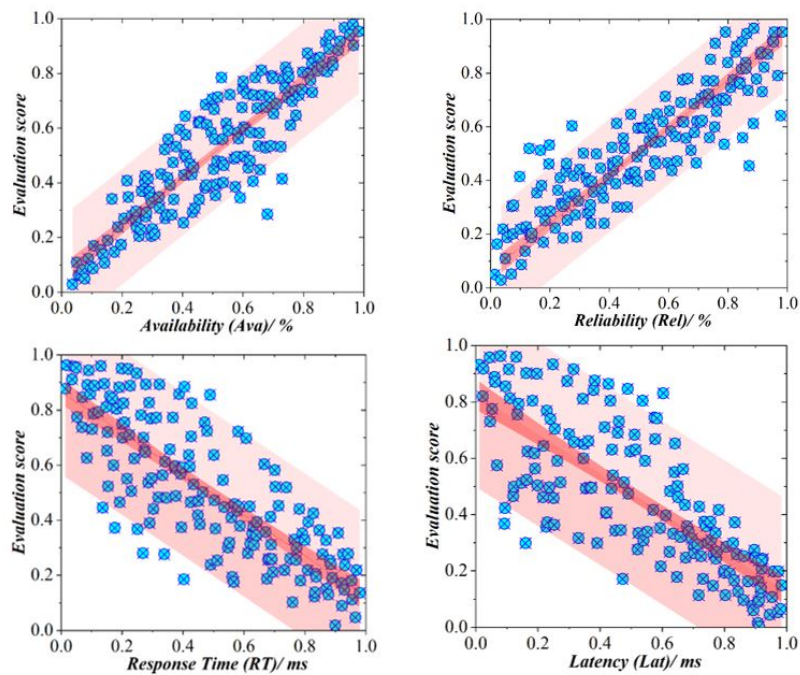 Evaluation score
1.0
0.8
0.6
0.4
0.2
0.0
0.0 0.2 0.4 0.6 0.8 1.0
Availability (Ava)/ %
Evaluation score
1.0
0.8
0.6
0.4
0.2
0.0
0.0 0.2 0.4 0.6 0.8 1.0
Reliability (Rel)/ %
Evaluation score
1.0
0.8
0.6
0.4
0.2
0.0
0.0 0.2 0.4 0.6 0.8 1.0
Response Time (RT)/ ms
Evaluation score
1.0
0.8
0.6
0.4
0.2
0.0
0.0 0.2 0.4 0.6 0.8 1.0
Latency (Lat)/ ms